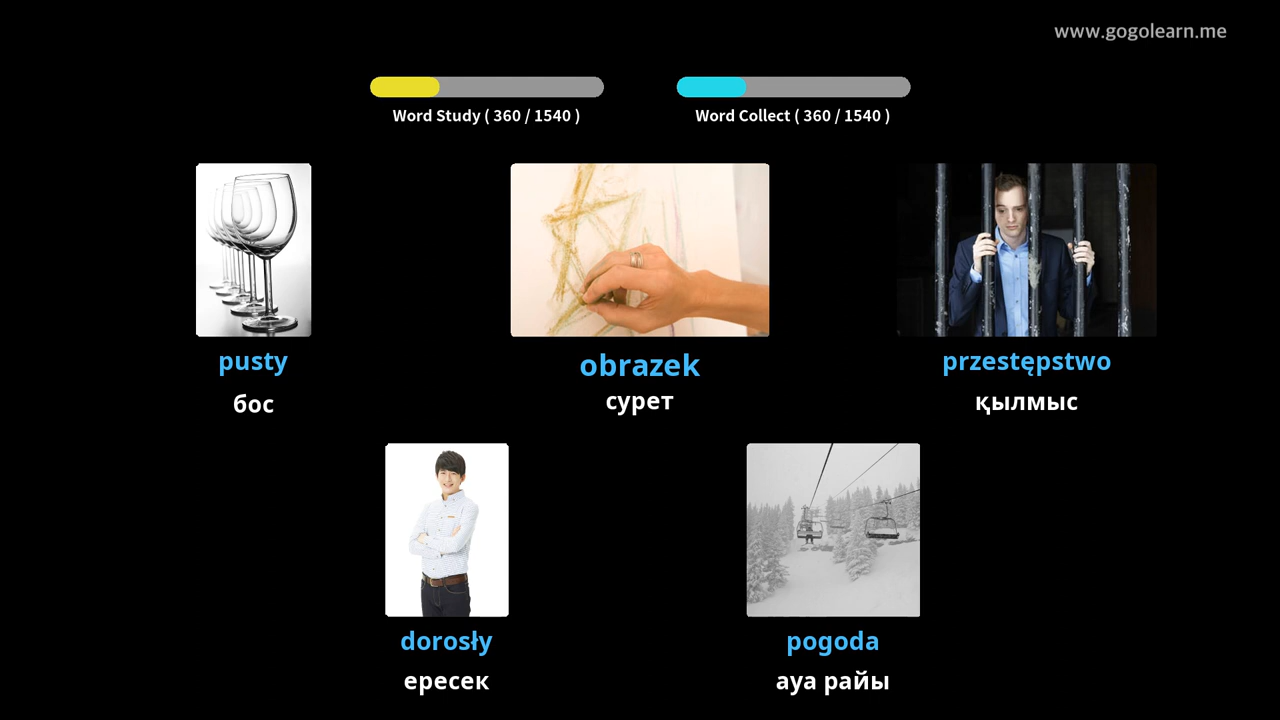 www.gogolearn.me
Word Study ( 360 / 1540 )
Word Collect ( 360 / 1540 )
pusty
бос
obrazek
сурет
przestępstwo
қылмыс
dorosły
ересек
pogoda
ауа райы